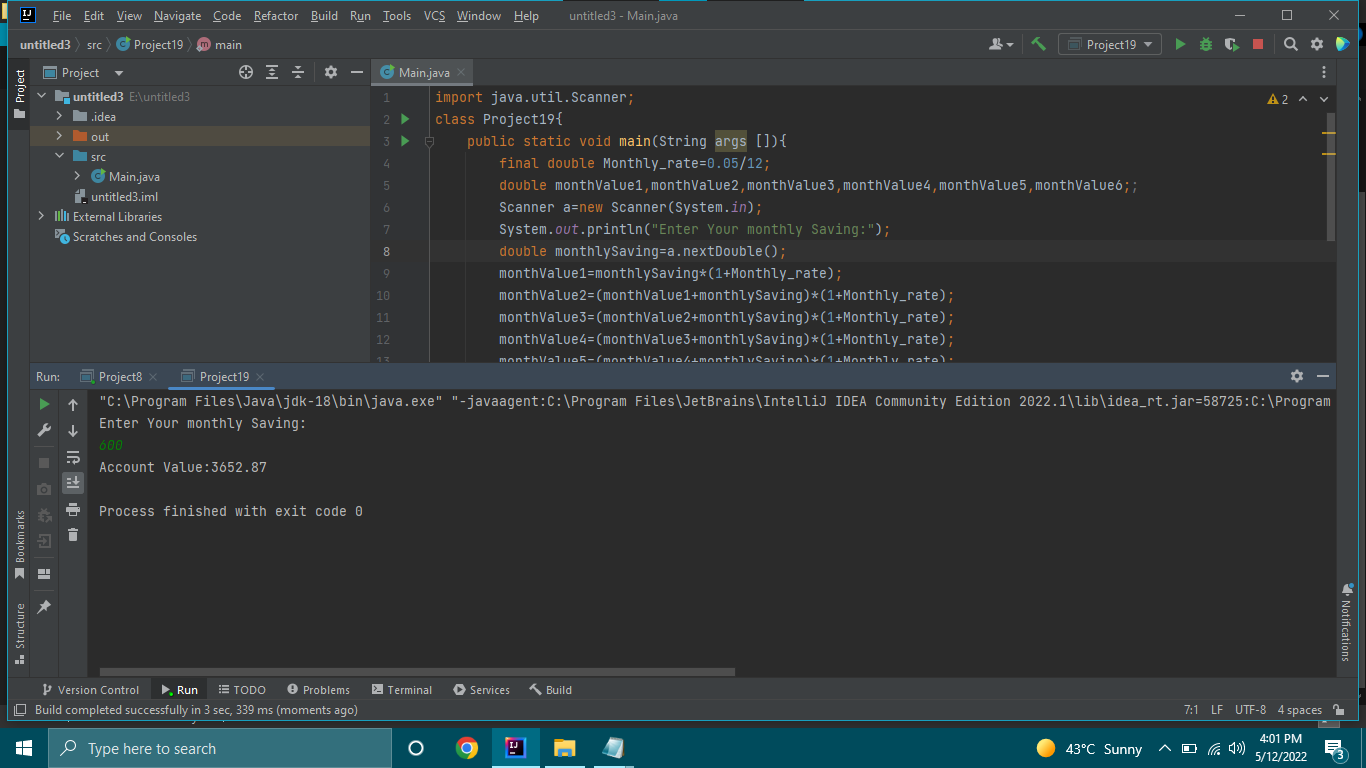 File Edit View Navigate Code Refactor Build Run Tools VCS Window Help untitled3 - Main.java
untitled3 src Project19 main Project19
Project
Project
Main.java
untitled3 E:\untitled3
.idea
out
src
Main.java
untitled3.iml
External Libraries
Scratches and Consoles
2
1 import java.util.Scanner;
2 class Project19{
3 public static void main(String args []){
4 final double Monthly_rate=0.05/12;
5 double monthValue1,monthValue2,monthValue3,monthValue4,monthValue5,monthValue6;;
6 Scanner a=new Scanner(System.in);
7 System.out.println("Enter Your monthly Saving:");
8 double monthlySaving=a.nextDouble();
9 monthValue1=monthlySaving*(1+Monthly_rate);
10 monthValue2=(monthValue1+monthlySaving)*(1+Monthly_rate);
11 monthValue3=(monthValue2+monthlySaving)*(1+Monthly_rate);
12 monthValue4=(monthValue3+monthlySaving)*(1+Monthly_rate);
13 monthValue5=(monthValue4+monthlySaving)*(1+Monthly_rate);
Run: Project8 Project19
"C:\Program Files\Java\jdk-18\bin\java.exe" "-javaagent:C:\Program Files\JetBrains\IntelliJ IDEA Community Edition 2022.1\lib\idea_rt.jar=58725:C:\Program
Enter Your monthly Saving:
600
Account Value:3652.87
Process finished with exit code 0
Bookmarks
Structure
Notifications
Version Control Run TODO Problems Terminal Services Build
Build completed successfully in 3 sec, 339 ms (moments ago) 7:1 LF UTF-8 4 spaces
Type here to search 43°C Sunny 4:01 PM
5/12/2022 3